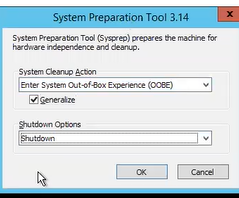 System Preparation Tool 3.14
x
System Preparation Tool (Sysprep) prepares the machine for
hardware independence and cleanup.
System Cleanup Action
Enter System Out-of-Box Experience (OOBE)
Generalize
Shutdown Options
Shutdown
OK
Cancel